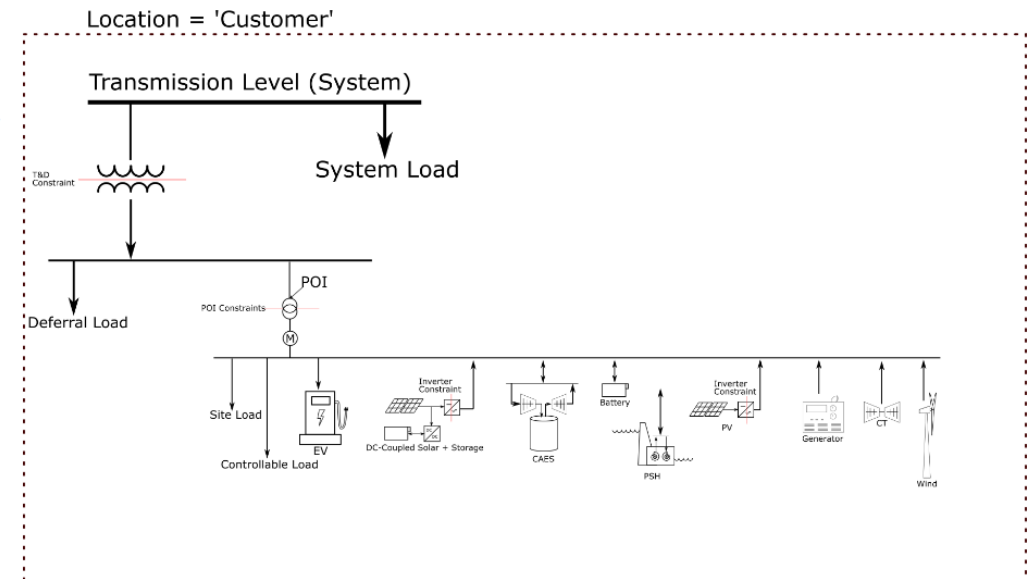 Location = 'Customer'
Transmission Level (System)
T&D
Constraint
System Load
POI
POI Constraints
Deferral Load
M
Inverter
Constraint
Inverter
Constraint
Site Load
Battery
PV
Generator
CT
EV
DC-Coupled Solar + Storage
CAES
Controllable Load
PSH
Wind